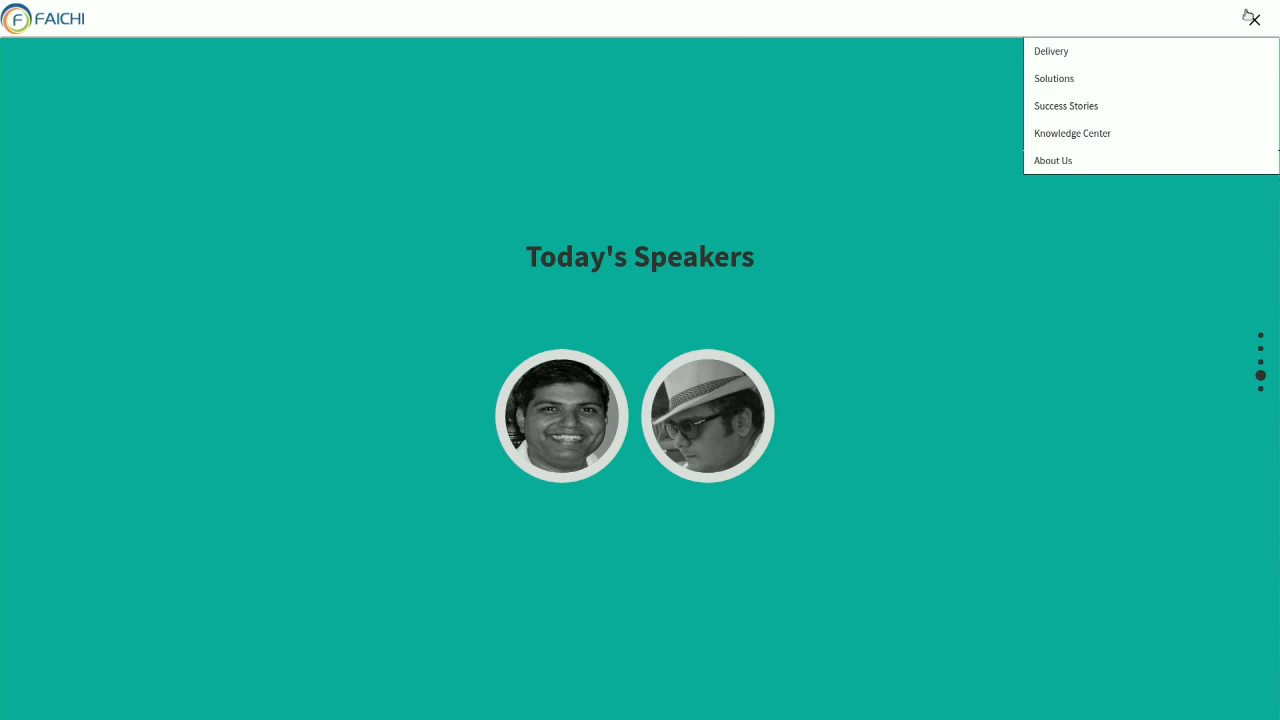 FAICHI
Delivery
Solutions
Success Stories
Knowledge Center
About Us
Today's Speakers